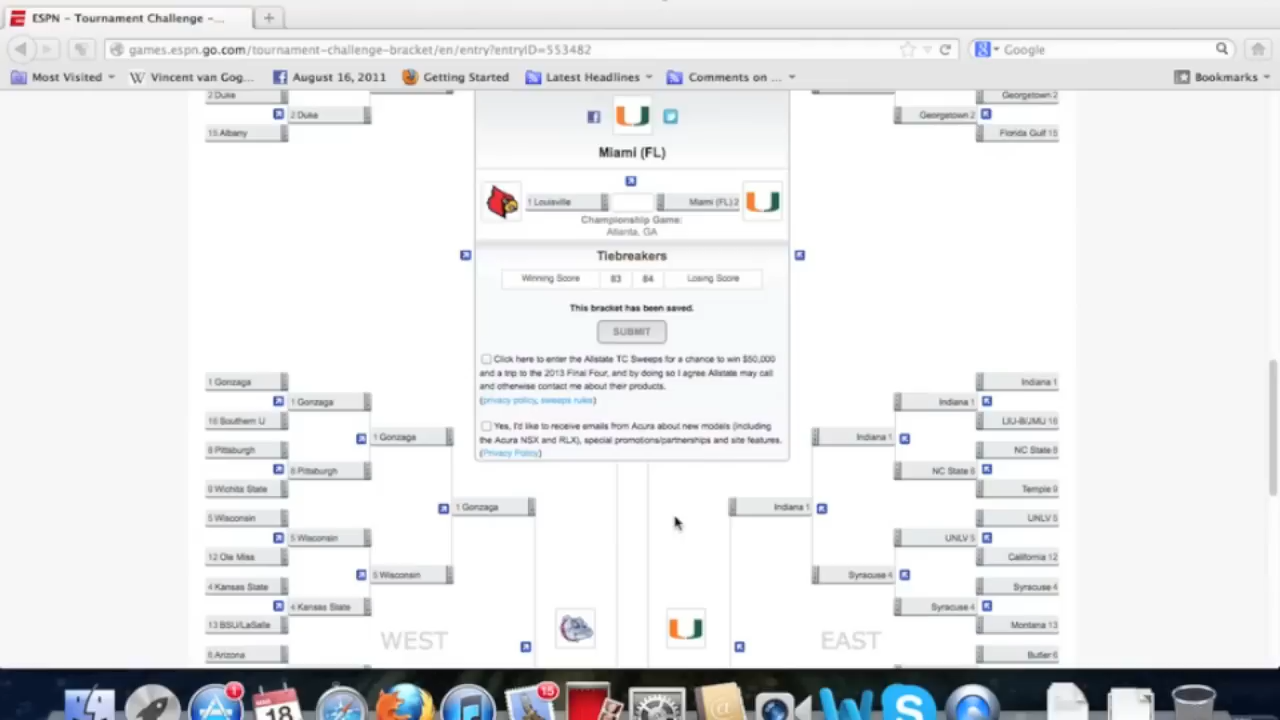 ESPN - Tournament Challenge -...
games.espn.go.com/tournament-challenge-bracket/en/entry?entryID=553482
Google
Most Visited
Vincent van Gog...
August 16, 2011
Getting Started
Latest Headlines
Comments on ...
Bookmarks
2 Duke
2 Duke
15 Albany
Georgetown 2
Georgetown 2
Florida Gulf 15
Miami (FL)
1 Louisville
Miami (FL) 2
Championship Game:
Atlanta, GA
Tiebreakers
Winning Score 83 84 Losing Score
This bracket has been saved.
SUBMIT
Click here to enter the Allstate TC Sweeps for a chance to win $50,000
and a trip to the 2013 Final Four, and by doing so I agree Allstate may call
and otherwise contact me about their products.
(privacy policy, sweeps rules)
Yes, I'd like to receive emails from Acura about new models (including
the Acura NSX and RLX), special promotions/partnerships and site features.
(Privacy Policy)
1 Gonzaga
1 Gonzaga
16 Southern U
1 Gonzaga
8 Pittsburgh
8 Pittsburgh
9 Wichita State
1 Gonzaga
5 Wisconsin
5 Wisconsin
12 Ole Miss
5 Wisconsin
4 Kansas State
4 Kansas State
13 BSU/LaSalle
WEST
6 Arizona
Indiana 1
Indiana 1
LIU-B/JMU 16
Indiana 1
NC State 8
NC State 8
Temple 9
Indiana 1
UNLV 5
UNLV 5
California 12
Syracuse 4
Syracuse 4
Syracuse 4
Montana 13
EAST
Butler 6
1
18
15